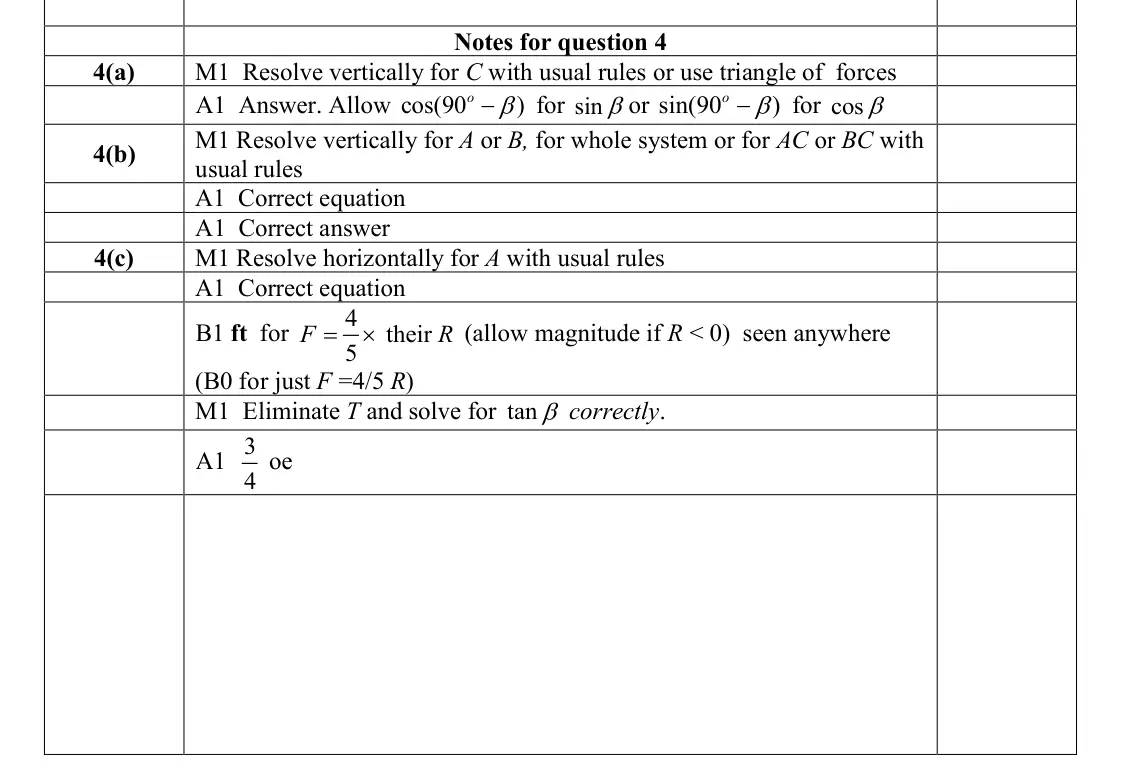 Notes for question 4
4(a) M1 Resolve vertically for C with usual rules or use triangle of forces
A1 Answer. Allow cos(90° − β) for sin β or sin(90° − β) for cos β
4(b) M1 Resolve vertically for A or B, for whole system or for AC or BC with
usual rules
A1 Correct equation
A1 Correct answer
4(c) M1 Resolve horizontally for A with usual rules
A1 Correct equation
B1 ft for F = 4/5 × their R (allow magnitude if R < 0) seen anywhere
(B0 for just F =4/5 R)
M1 Eliminate T and solve for tan β correctly.
A1 3/4 oe